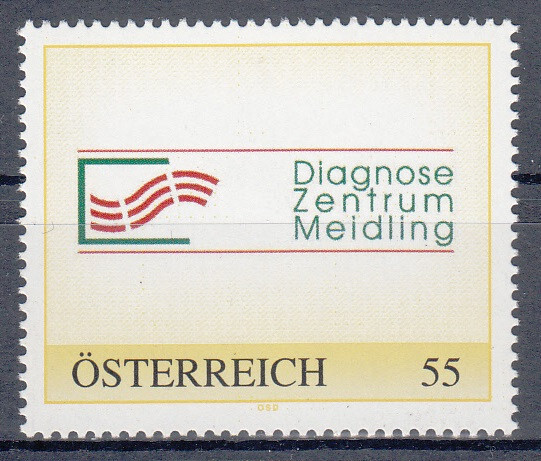 Diagnose
Zentrum
Meidling
ÖSTERREICH 55
OSD